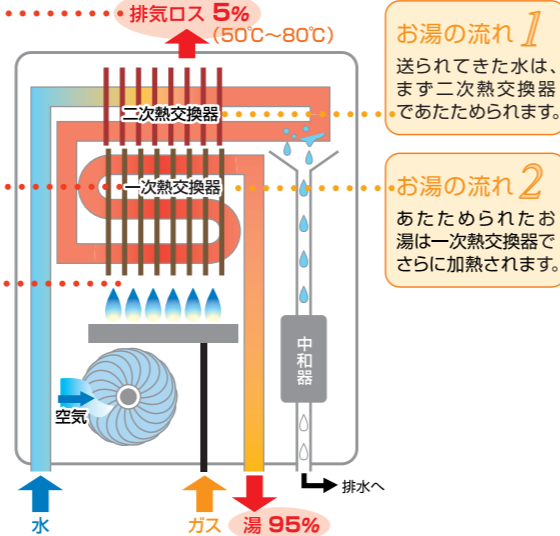 排気ロス 5%
(50℃〜80℃)
お湯の流れ 1
送られてきた水は、
まず二次熱交換器
であたためられます。
二次熱交換器
一次熱交換器
お湯の流れ 2
あたためられたお
湯は一次熱交換器で
さらに加熱されます。
中和器
空気
排水へ
水
ガス
湯 95%